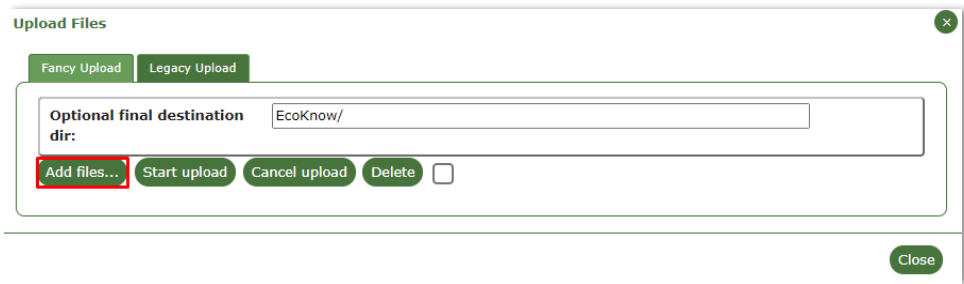 Upload Files
×
Fancy Upload Legacy Upload
Optional final destination EcoKnow/
dir:
Add files... Start upload Cancel upload Delete
Close